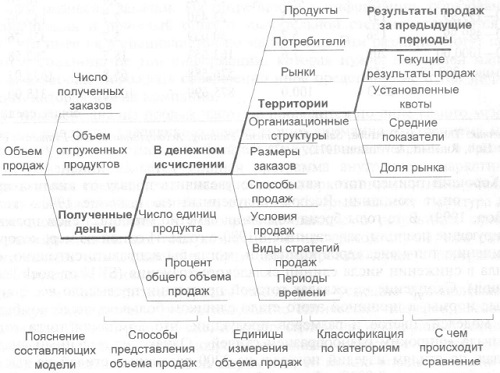 Объем
продаж
Число
полученных
заказов
Объем
отгруженных
продуктов
Полученные
деньги
В денежном
исчислении
Число единиц
продукта
Процент
общего объема
продаж
Продукты
Потребители
Рынки
Территории
Организационные
структуры
Размеры
заказов
Способы
продажи
Условия
продажи
Виды стратегий
продаж
Периоды
времени
Результаты продаж
за предыдущие
периоды
Текущие
результаты продаж
Установленные
квоты
Средние
показатели
Доля рынка
Пояснение
составляющих
модели
Способы
представления
объема продаж
Единицы
измерения
объема продаж
Классификация
по категориям
С чем
происходит
сравнение